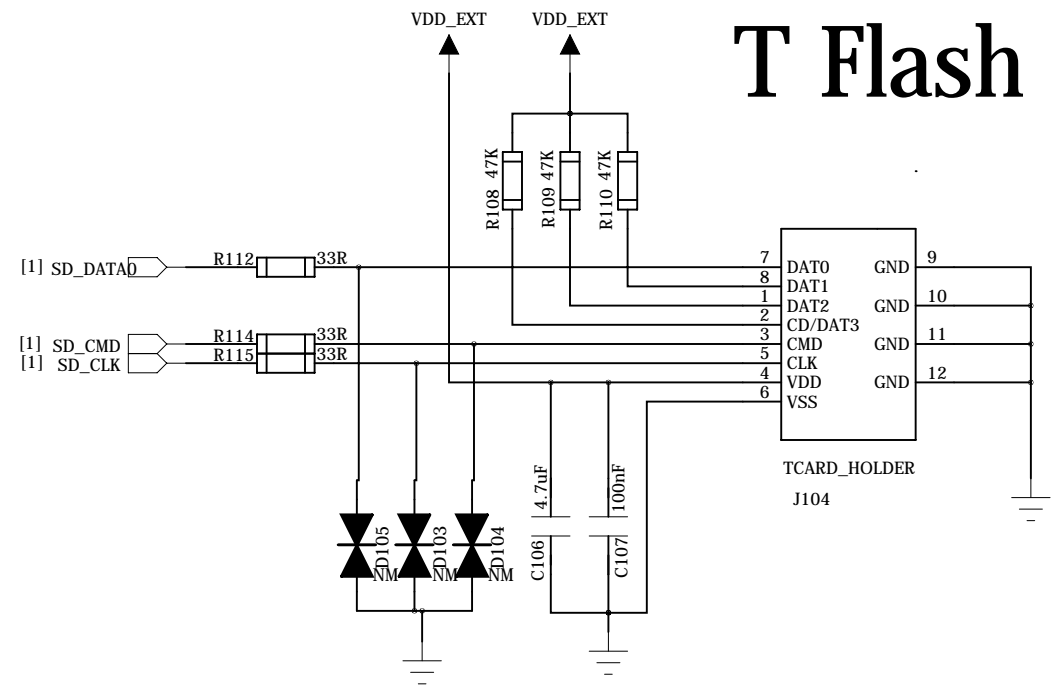 VDD_EXT VDD_EXT
T Flash
R108 47K
R109 47K
R110 47K
[1] SD_DATA0 R112 33R
[1] SD_CMD R114 33R
[1] SD_CLK R115 33R
7 DAT0 GND 9
8 DAT1
1 DAT2 GND 10
2 CD/DAT3
3 CMD GND 11
5 CLK
4 VDD GND 12
6 VSS
TCARD_HOLDER
J104
D105 NM
D103 NM
D104 NM
C106 4.7uF
C107 100nF